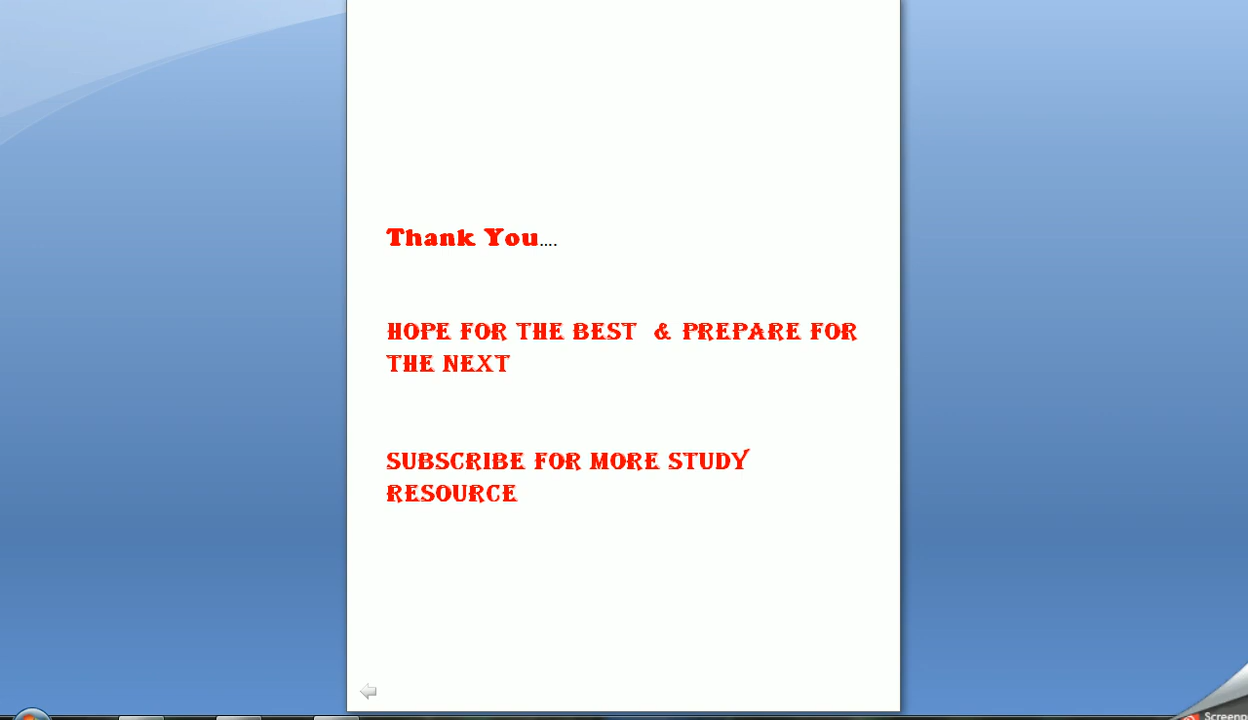 Thank You....
HOPE FOR THE BEST & PREPARE FOR
THE NEXT
SUBSCRIBE FOR MORE STUDY
RESOURCE